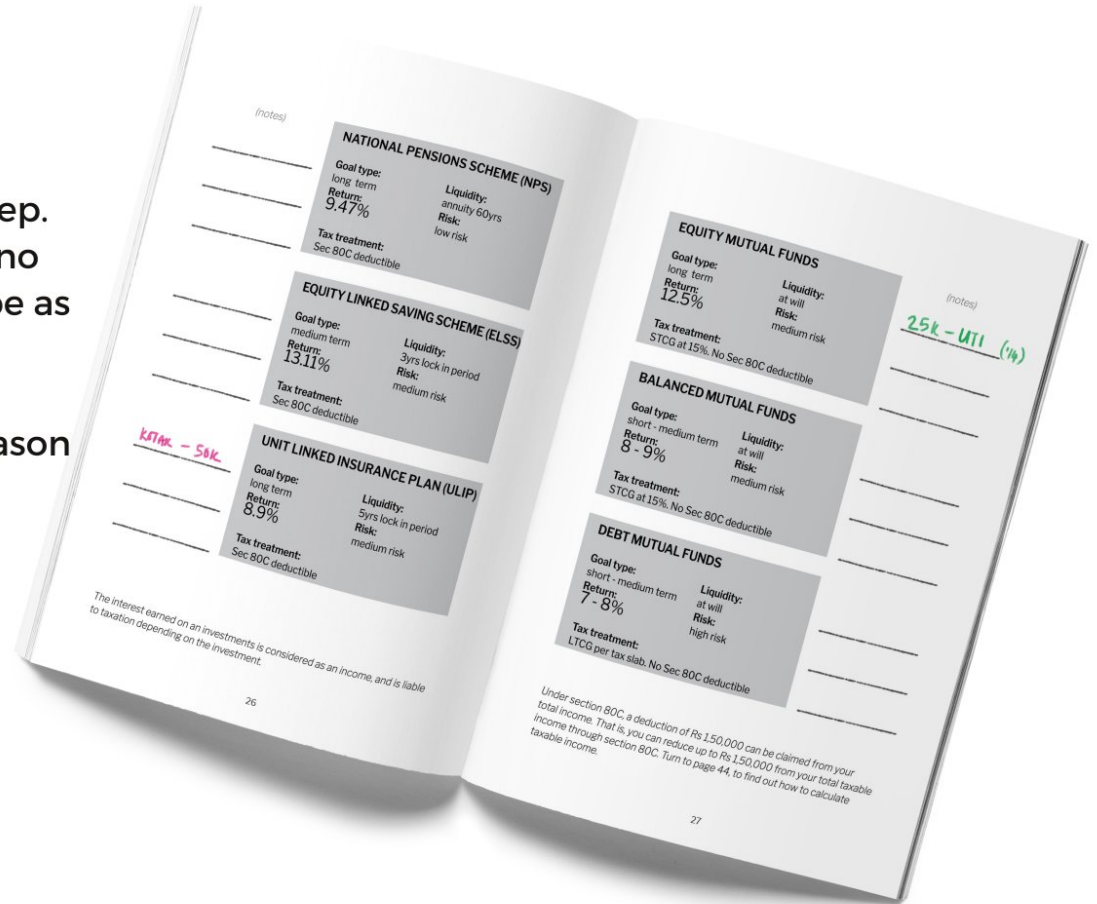 ep.
no
be as
ason
(notes)
NATIONAL PENSIONS SCHEME (NPS)
Goal type:
long term
Return:
9.47%
Liquidity:
annuity 60yrs
Risk:
low risk
Tax treatment:
Sec 80C deductible
EQUITY LINKED SAVING SCHEME (ELSS)
Goal type:
medium term
Return:
13.11%
Liquidity:
3yrs lock in period
Risk:
medium risk
Tax treatment:
Sec 80C deductible
KOTAK - 50K
UNIT LINKED INSURANCE PLAN (ULIP)
Goal type:
long term
Return:
8.9%
Liquidity:
5yrs lock in period
Risk:
medium risk
Tax treatment:
Sec 80C deductible
The interest earned on an investments is considered as an income, and is liable
to taxation depending on the investment.
26
EQUITY MUTUAL FUNDS
Goal type:
long term
Return:
12.5%
Liquidity:
at will
Risk:
medium risk
Tax treatment:
STCG at 15%. No Sec 80C deductible
(notes)
25K - UTI ('14)
BALANCED MUTUAL FUNDS
Goal type:
short - medium term
Return:
8 - 9%
Liquidity:
at will
Risk:
medium risk
Tax treatment:
STCG at 15%. No Sec 80C deductible
DEBT MUTUAL FUNDS
Goal type:
short - medium term
Return:
7 - 8%
Liquidity:
at will
Risk:
high risk
Tax treatment:
LTCG per tax slab. No Sec 80C deductible
Under section 80C, a deduction of Rs 1,50,000 can be claimed from your
total income. That is, you can reduce up to Rs 1,50,000 from your total taxable
income through section 80C. Turn to page 44, to find out how to calculate
taxable income.
27